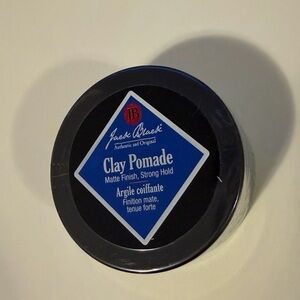 JB
Jack Black
Authentic and Original
Clay Pomade
Matte Finish, Strong Hold
Argile coiffante
Finition mate,
tenue forte